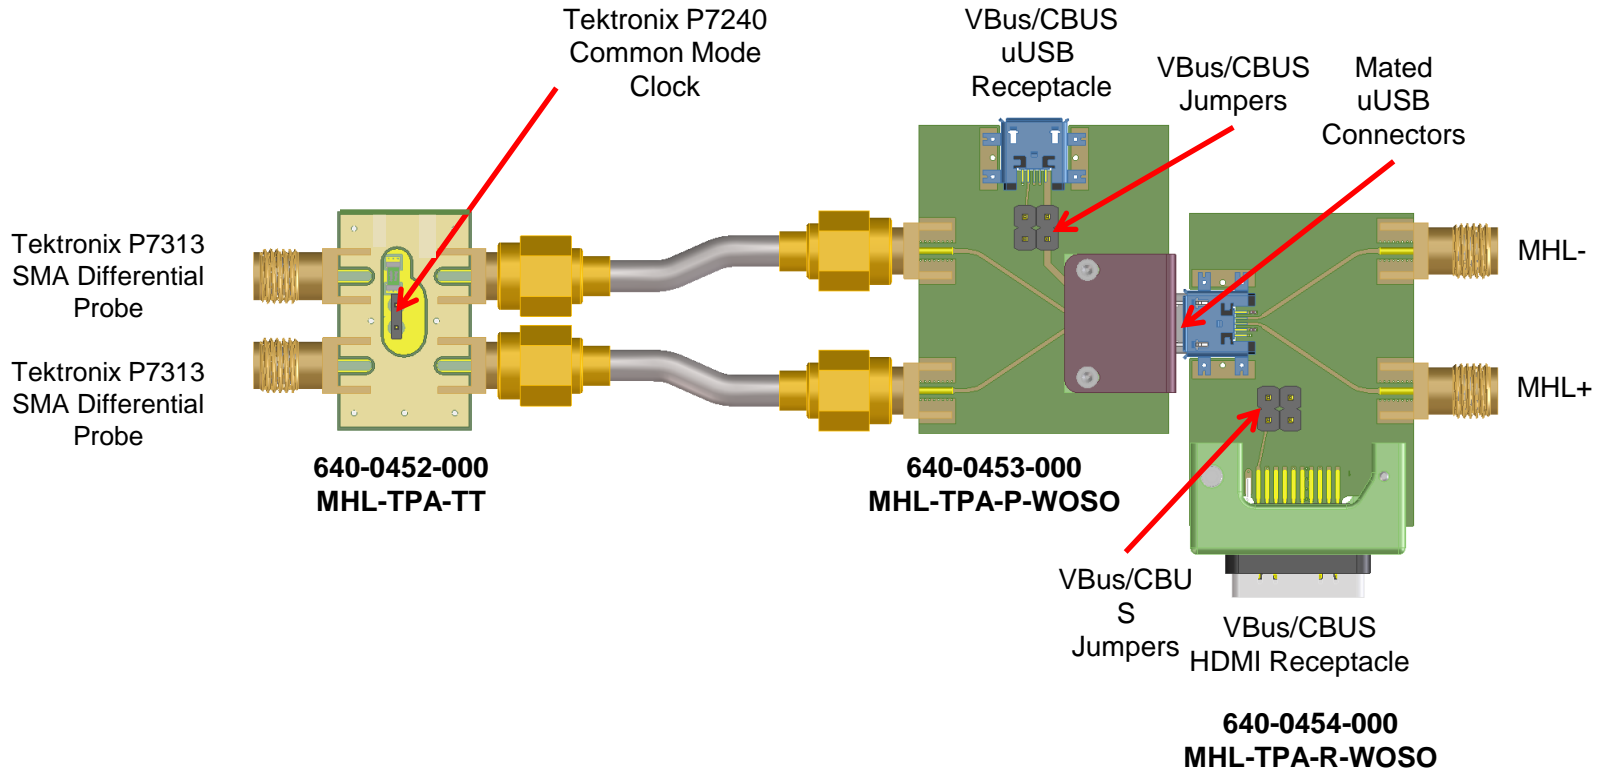 Tektronix P7240
Common Mode
Clock
VBus/CBUS
uUSB
Receptacle
VBus/CBUS
Jumpers
Mated
uUSB
Connectors
Tektronix P7313
SMA Differential
Probe
Tektronix P7313
SMA Differential
Probe
MHL-
MHL+
640-0452-000
MHL-TPA-TT
640-0453-000
MHL-TPA-P-WOSO
VBus/CBU
S
Jumpers
VBus/CBUS
HDMI Receptacle
640-0454-000
MHL-TPA-R-WOSO